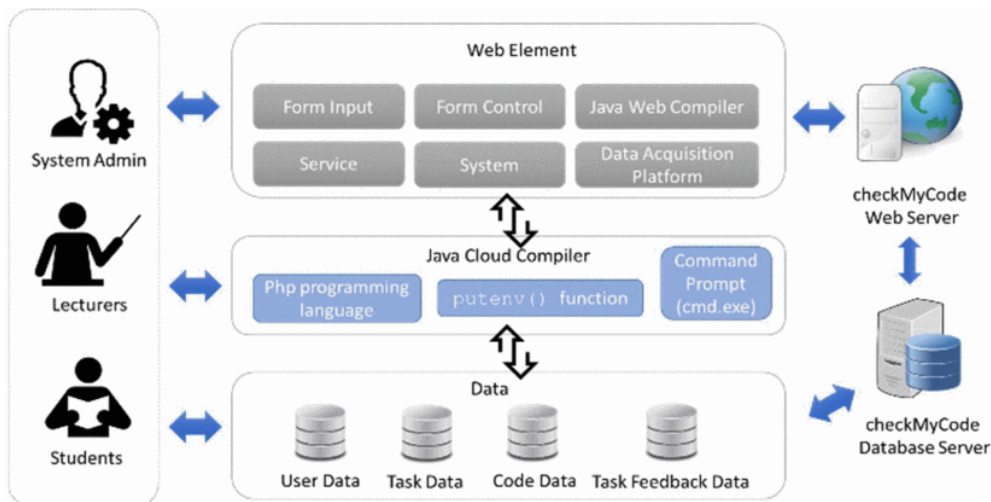 System Admin
Lecturers
Students
Web Element
Form Input
Form Control
Java Web Compiler
Service
System
Data Acquisition
Platform
Java Cloud Compiler
Php programming
language
putenv() function
Command
Prompt
(cmd.exe)
Data
User Data
Task Data
Code Data
Task Feedback Data
checkMyCode
Web Server
checkMyCode
Database Server